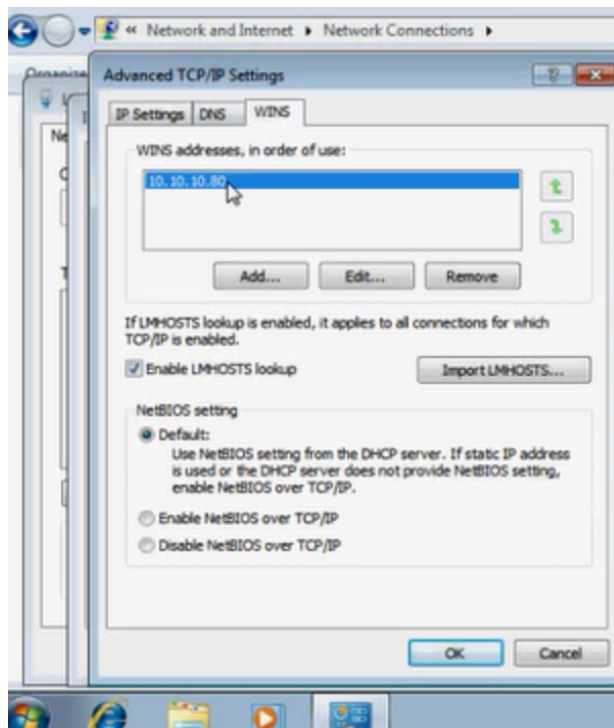 « Network and Internet ▸ Network Connections ▸
Organize
Advanced TCP/IP Settings
IP Settings DNS WINS
Ne
WINS addresses, in order of use:
10.10.10.80
Add... Edit... Remove
If LMHOSTS lookup is enabled, it applies to all connections for which
TCP/IP is enabled.
Enable LMHOSTS lookup Import LMHOSTS...
NetBIOS setting
Default:
Use NetBIOS setting from the DHCP server. If static IP address
is used or the DHCP server does not provide NetBIOS setting,
enable NetBIOS over TCP/IP.
Enable NetBIOS over TCP/IP
Disable NetBIOS over TCP/IP
OK Cancel